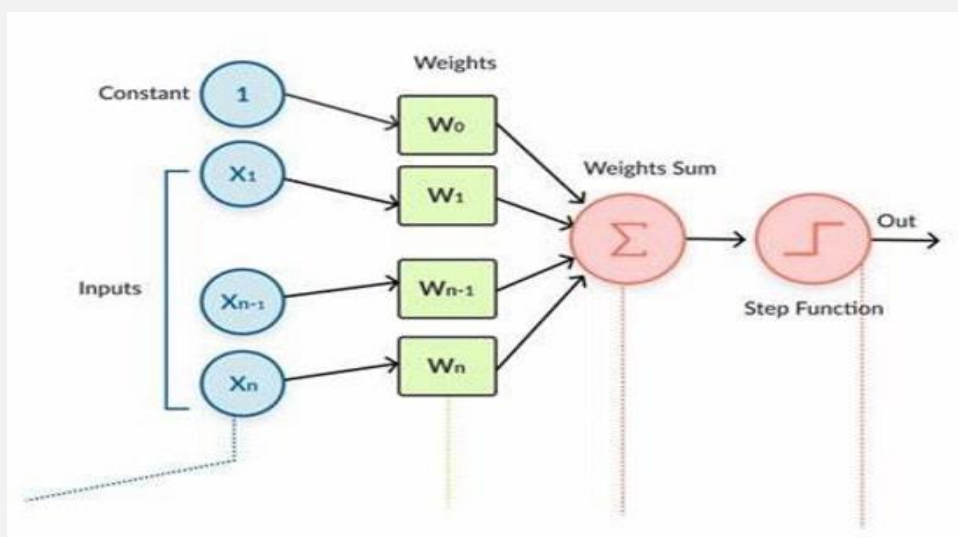 Weights
Constant
1
W0
X1
W1
Weights Sum
Σ
Out
Inputs
Xn-1
Wn-1
Step Function
Xn
Wn